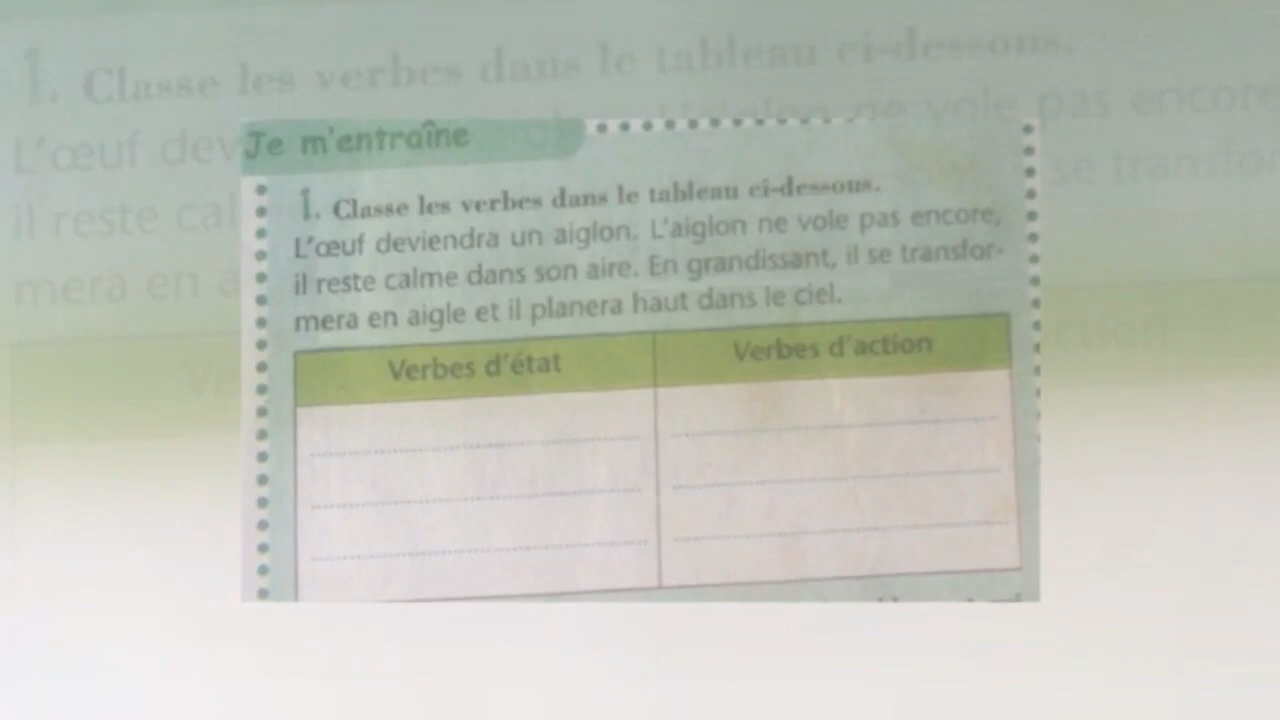 Je m'entraîne
1. Classe les verbes dans le tableau ci-dessous.
L'œuf deviendra un aiglon. L'aiglon ne vole pas encore,
il reste calme dans son aire. En grandissant, il se transfor-
mera en aigle et il planera haut dans le ciel.
Verbes d'état
Verbes d'action